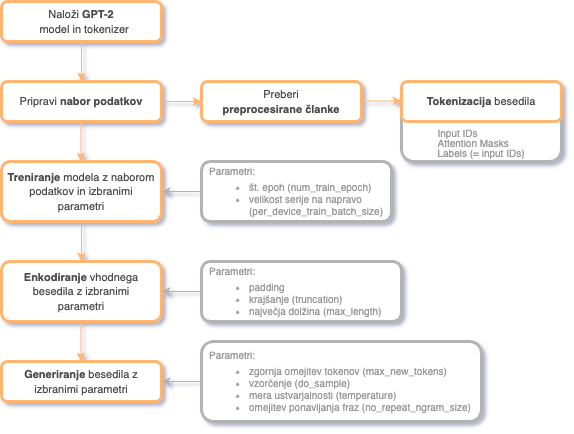 Naloži GPT-2
model in tokenizer
Pripravi nabor podatkov
Preberi
preprocesirane članke
Tokenizacija besedila
Input IDs
Attention Masks
Labels (= input IDs)
Treniranje modela z naborom
podatkov in izbranimi
parametri
Parametri:
• št. epoh (num_train_epoch)
• velikost serije na napravo
(per_device_train_batch_size)
Enkodiranje vhodnega
besedila z izbranimi
parametri
Parametri:
• padding
• krajšanje (truncation)
• največja dolžina (max_length)
Generiranje besedila z
izbranimi parametri
Parametri:
• zgornja omejitev tokenov (max_new_tokens)
• vzorčenje (do_sample)
• mera ustvarjalnosti (temperature)
• omejitev ponavljanja fraz (no_repeat_ngram_size)